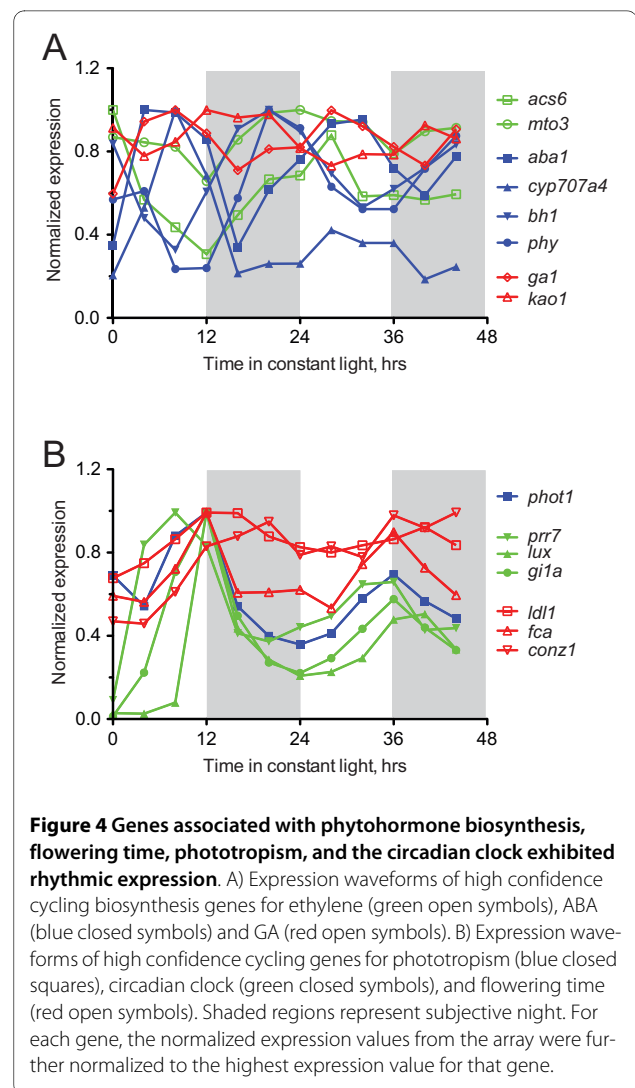 A
1.2
0.8
0.4
0.0
Normalized expression
0 12 24 36 48
Time in constant light, hrs
acs6
mto3
aba1
cyp707a4
bh1
phy
ga1
kao1
B
1.2
0.8
0.4
0.0
Normalized expression
0 12 24 36 48
Time in constant light, hrs
phot1
prr7
lux
gi1a
ldl1
fca
conz1
Figure 4 Genes associated with phytohormone biosynthesis,
flowering time, phototropism, and the circadian clock exhibited
rhythmic expression. A) Expression waveforms of high confidence
cycling biosynthesis genes for ethylene (green open symbols), ABA
(blue closed symbols) and GA (red open symbols). B) Expression wave-
forms of high confidence cycling genes for phototropism (blue closed
squares), circadian clock (green closed symbols), and flowering time
(red open symbols). Shaded regions represent subjective night. For
each gene, the normalized expression values from the array were fur-
ther normalized to the highest expression value for that gene.